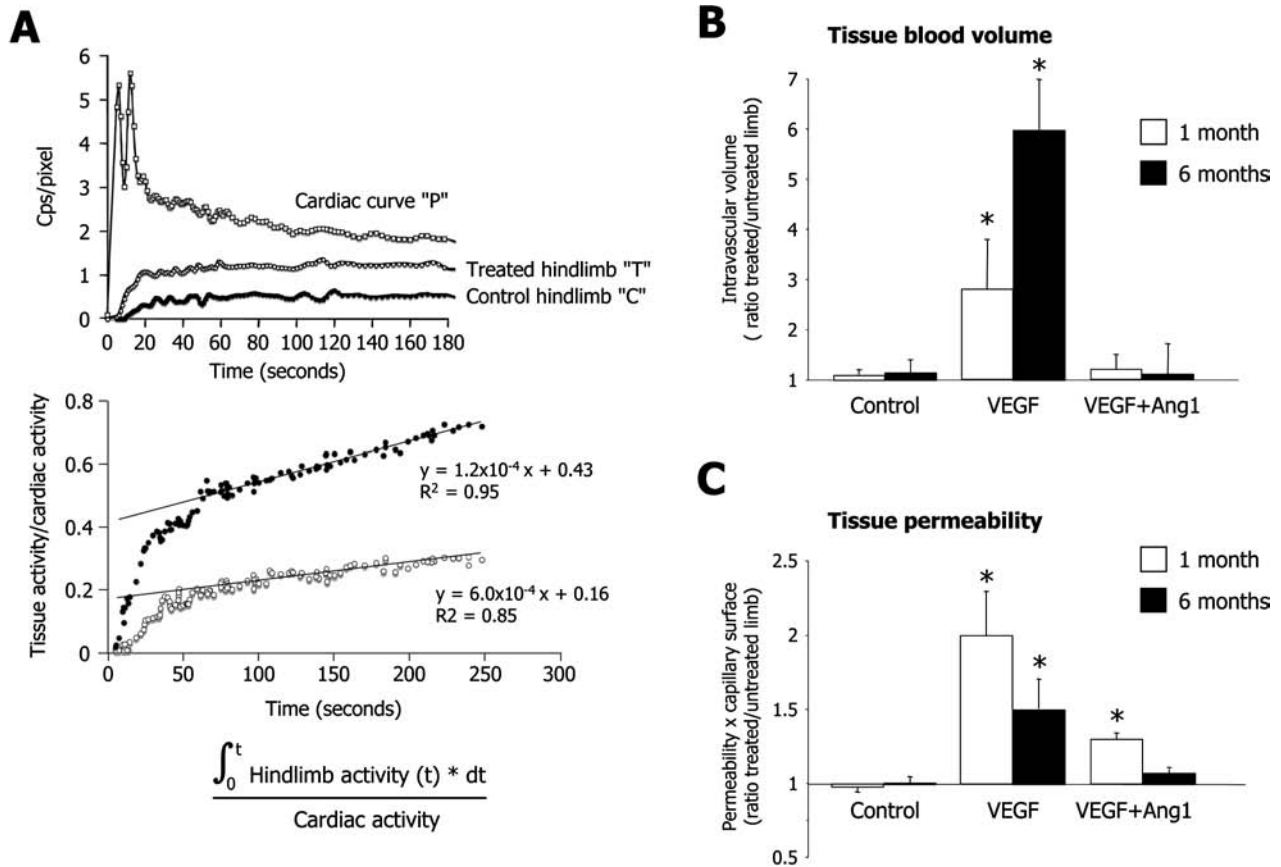 A
6
5
4
3
2
1
0
Cps/pixel
Cardiac curve "P"
Treated hindlimb "T"
Control hindlimb "C"
0 20 40 60 80 100 120 140 160 180
Time (seconds)
0.8
0.6
0.4
0.2
0
Tissue activity/cardiac activity
y = 1.2x10⁻⁴ x + 0.43
R² = 0.95
y = 6.0x10⁻⁴ x + 0.16
R2 = 0.85
0 50 100 150 200 250 300
Time (seconds)
∫₀ᵗ Hindlimb activity (t) * dt
Cardiac activity
B
Tissue blood volume
7
6
5
4
3
2
1
Intravascular volume
( ratio treated/untreated limb)
*
*
1 month
6 months
Control VEGF VEGF+Ang1
C
Tissue permeability
2.5
2
1.5
1
0.5
Permeability x capillary surface
(ratio treated/untreated limb)
*
*
*
1 month
6 months
Control VEGF VEGF+Ang1